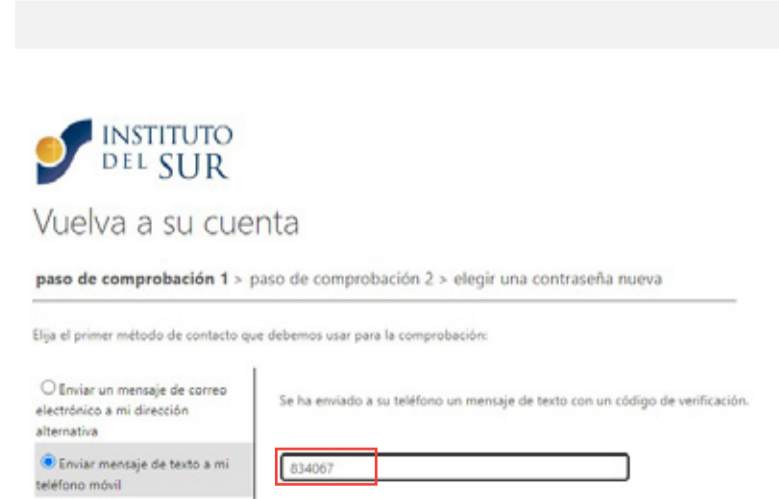 INSTITUTO
DEL SUR
Vuelva a su cuenta
paso de comprobación 1 > paso de comprobación 2 > elegir una contraseña nueva
Elija el primer método de contacto que debemos usar para la comprobación:
Enviar un mensaje de correo
electrónico a mi dirección
alternativa
Enviar mensaje de texto a mi
teléfono móvil
Se ha enviado a su teléfono un mensaje de texto con un código de verificación.
834067